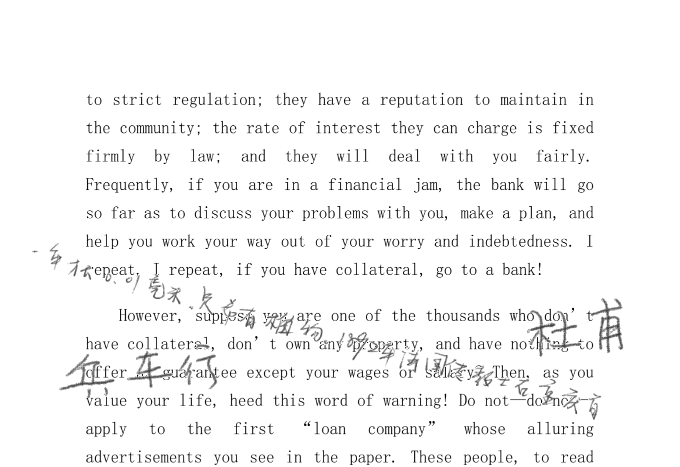 to strict regulation; they have a reputation to maintain in
the community; the rate of interest they can charge is fixed
firmly by law; and they will deal with you fairly.
Frequently, if you are in a financial jam, the bank will go
so far as to discuss your problems with you, make a plan, and
help you work your way out of your worry and indebtedness. I
repeat, I repeat, if you have collateral, go to a bank!
However, suppose you are one of the thousands who don’t
have collateral, don’t own any property, and have nothing to
offer as guarantee except your wages or salary? Then, as you
value your life, heed this word of warning! Do not—do not—
apply to the first “loan company” whose alluring
advertisements you see in the paper. These people, to read
杜甫
兵车行